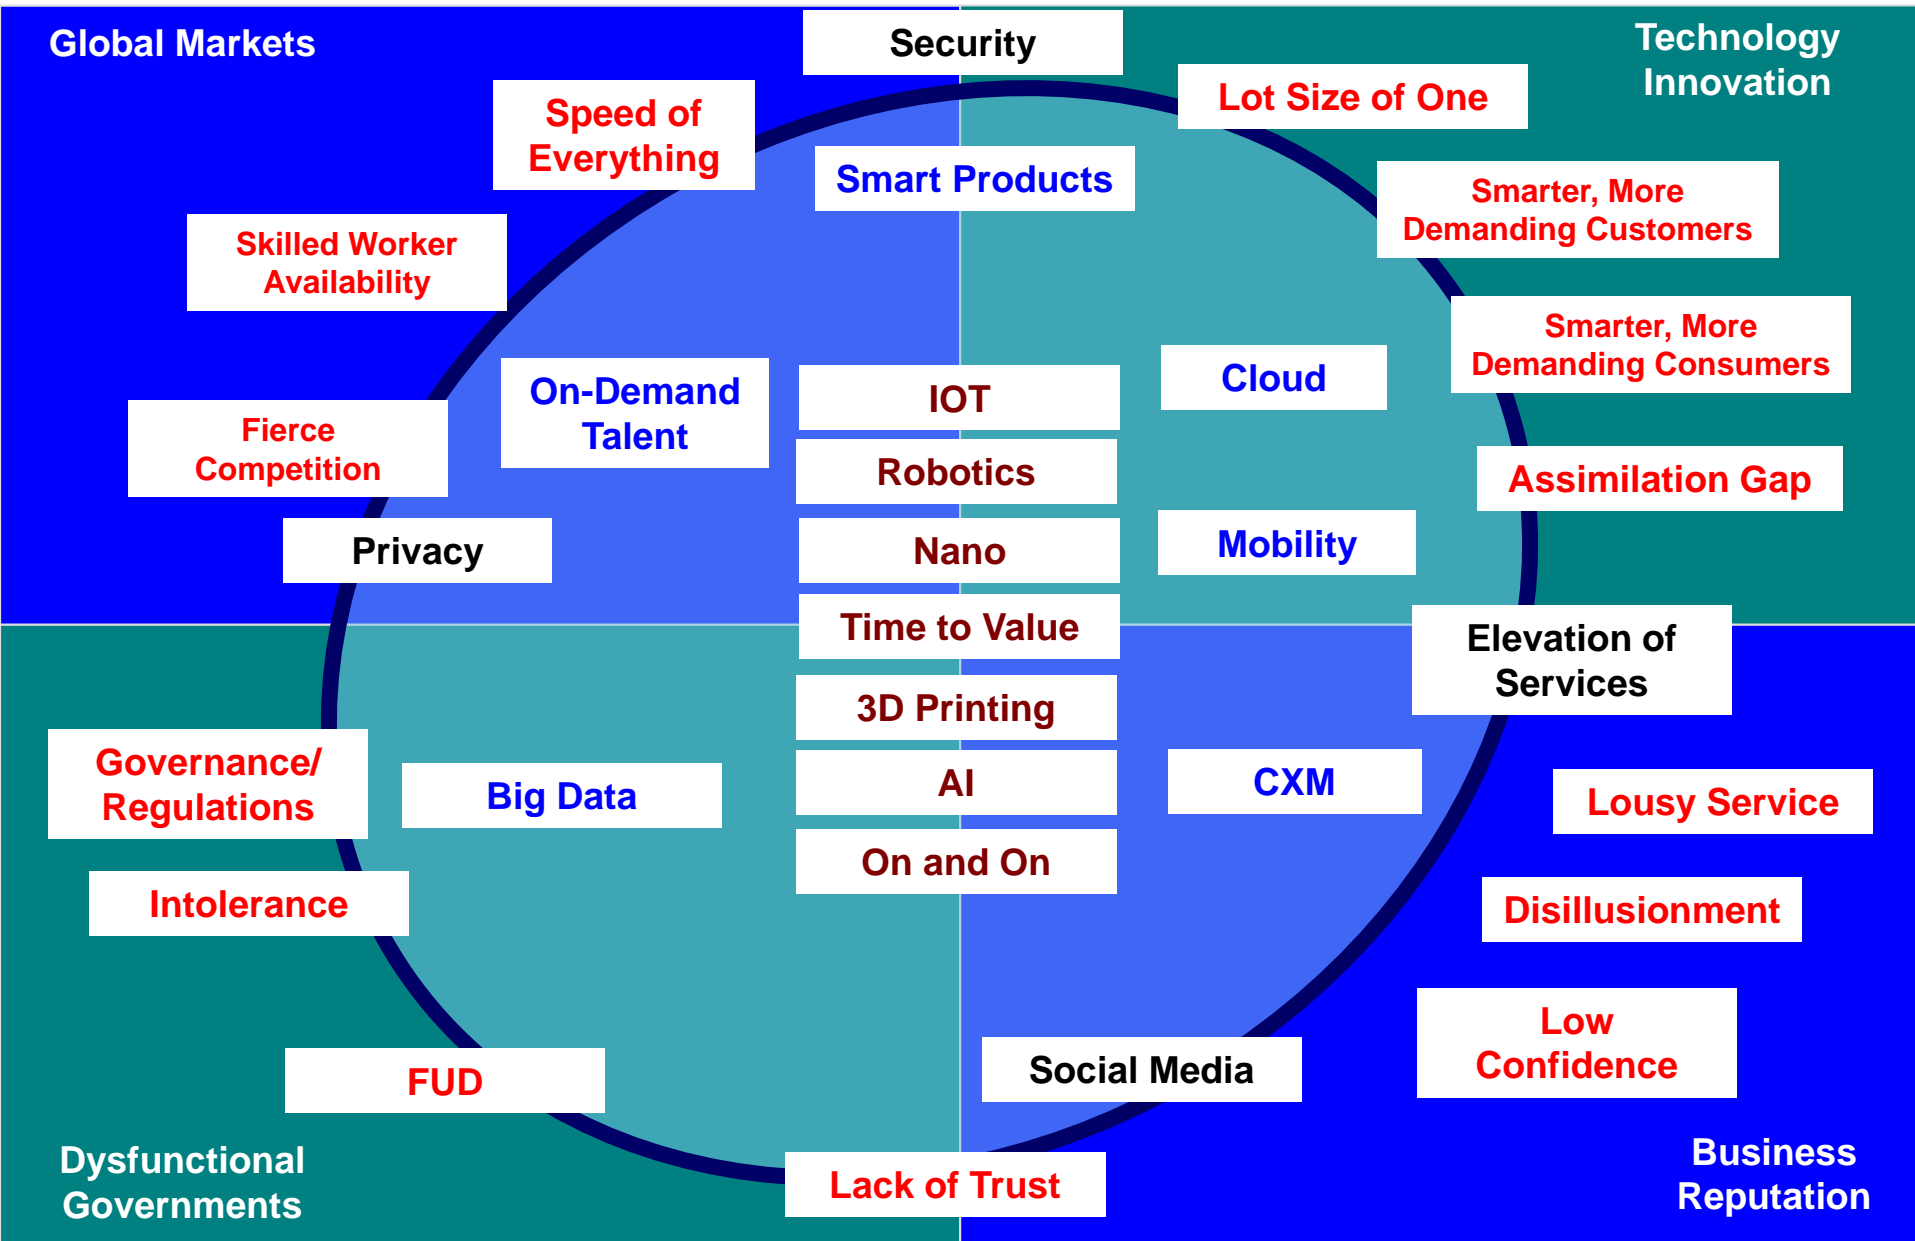 Global Markets
Security
Technology
Innovation
Speed of
Everything
Lot Size of One
Smart Products
Smarter, More
Demanding Customers
Skilled Worker
Availability
Smarter, More
Demanding Consumers
On-Demand
Talent
IOT
Cloud
Fierce
Competition
Robotics
Assimilation Gap
Privacy
Nano
Mobility
Time to Value
Elevation of
Services
3D Printing
Governance/
Regulations
Big Data
AI
CXM
Lousy Service
On and On
Intolerance
Disillusionment
Low
Confidence
FUD
Social Media
Dysfunctional
Governments
Lack of Trust
Business
Reputation